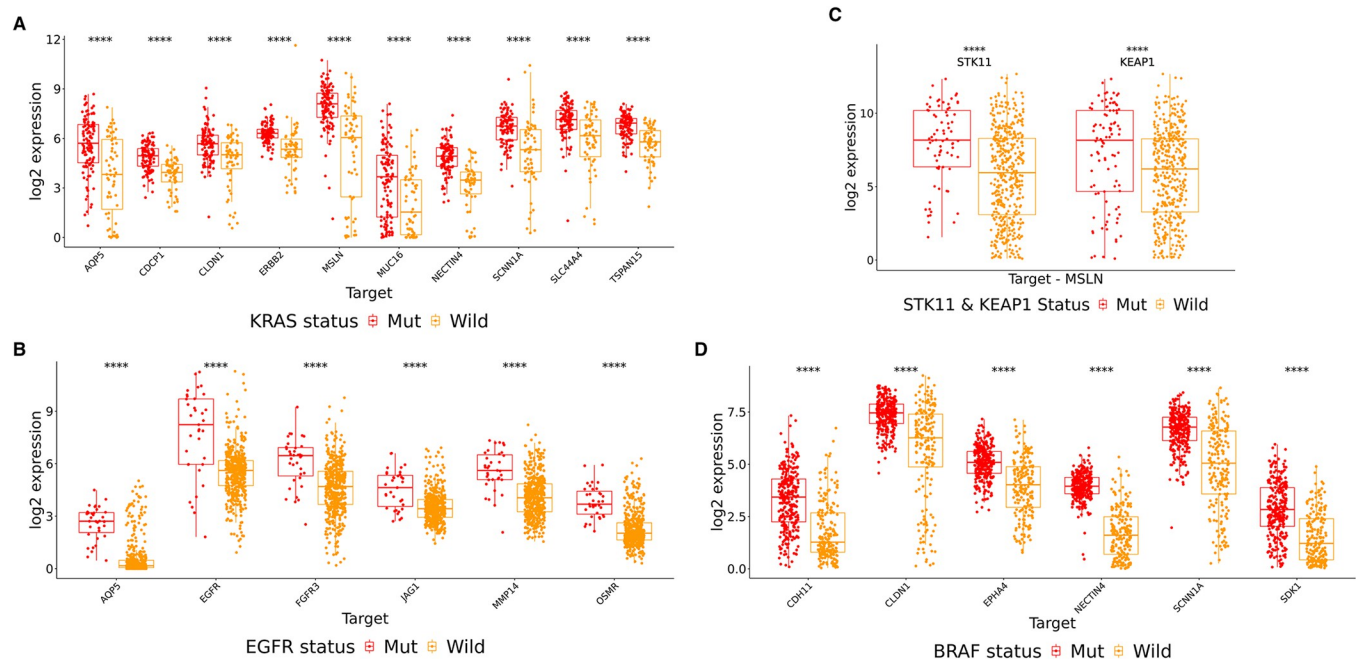 A
12
9
6
3
0
log2 expression
**** **** **** **** **** **** **** **** **** ****
AQP5 CDCP1 CLDN1 ERBB2 MSLN MUC16 NECTIN4 SCNN1A SLC44A4 TSPAN15
Target
KRAS status Mut Wild
C
10
5
0
log2 expression
**** ****
STK11 KEAP1
Target - MSLN
STK11 & KEAP1 Status Mut Wild
B
9
6
3
0
log2 expression
**** **** **** **** **** ****
AQP5 EGFR FGFR3 JAG1 MMP14 OSMR
Target
EGFR status Mut Wild
D
7.5
5.0
2.5
0.0
log2 expression
**** **** **** **** **** ****
CDH11 CLDN1 EPHA4 NECTIN4 SCNN1A SDK1
Target
BRAF status Mut Wild